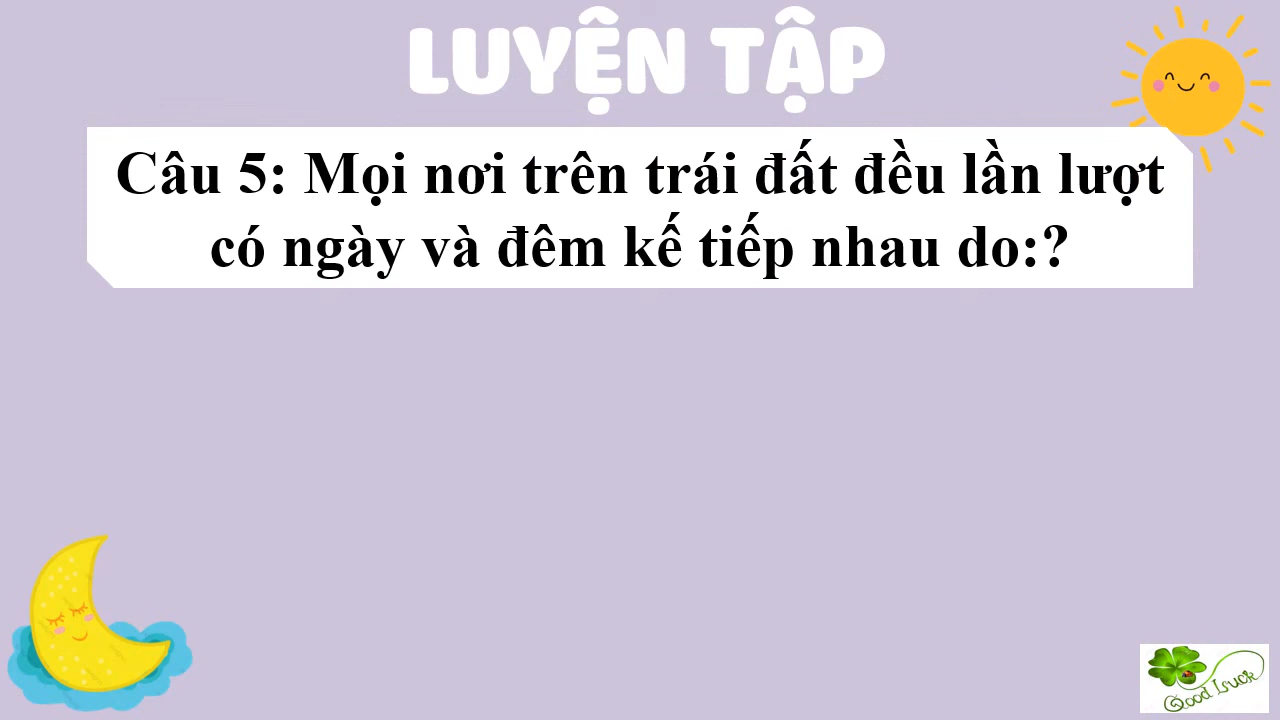 LUYỆN TẬP
Câu 5: Mọi nơi trên trái đất đều lần lượt
có ngày và đêm kế tiếp nhau do:?
Good Luck